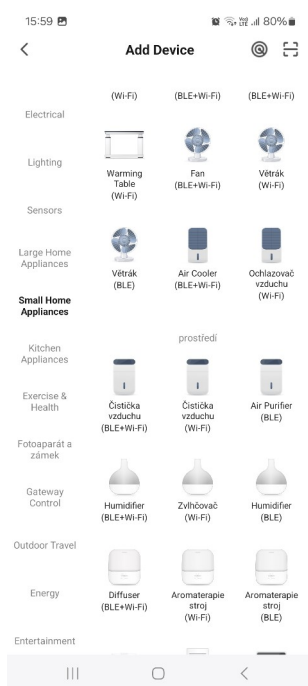 15:59 80%
Add Device
(Wi-Fi) (BLE+Wi-Fi) (BLE+Wi-Fi)
Electrical
Lighting
Sensors
Large Home
Appliances
Small Home
Appliances
Kitchen
Appliances
Exercise &
Health
Fotoaparát a
zámek
Gateway
Control
Outdoor Travel
Energy
Entertainment
Warming
Table
(Wi-Fi)
Fan
(BLE+Wi-Fi)
Větrák
(Wi-Fi)
Větrák
(BLE)
Air Cooler
(BLE+Wi-Fi)
Ochlazovač
vzduchu
(Wi-Fi)
prostředí
Čistička
vzduchu
(BLE+Wi-Fi)
Čistička
vzduchu
(Wi-Fi)
Air Purifier
(BLE)
Humidifier
(BLE+Wi-Fi)
Zvlhčovač
(Wi-Fi)
Humidifier
(BLE)
Diffuser
(BLE+Wi-Fi)
Aromaterapie
stroj
(Wi-Fi)
Aromaterapie
stroj
(BLE)